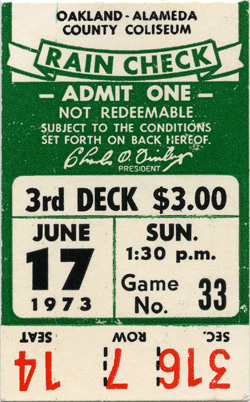 OAKLAND - ALAMEDA
COUNTY COLISEUM
RAIN CHECK
— ADMIT ONE —
NOT REDEEMABLE
SUBJECT TO THE CONDITIONS
SET FORTH ON BACK HEREOF.
Charles O. Finley
PRESIDENT
3rd DECK $3.00
JUNE
17
1973
SUN.
1:30 p.m.
Game
No. 33
SEC. ROW SEAT
316 7 14